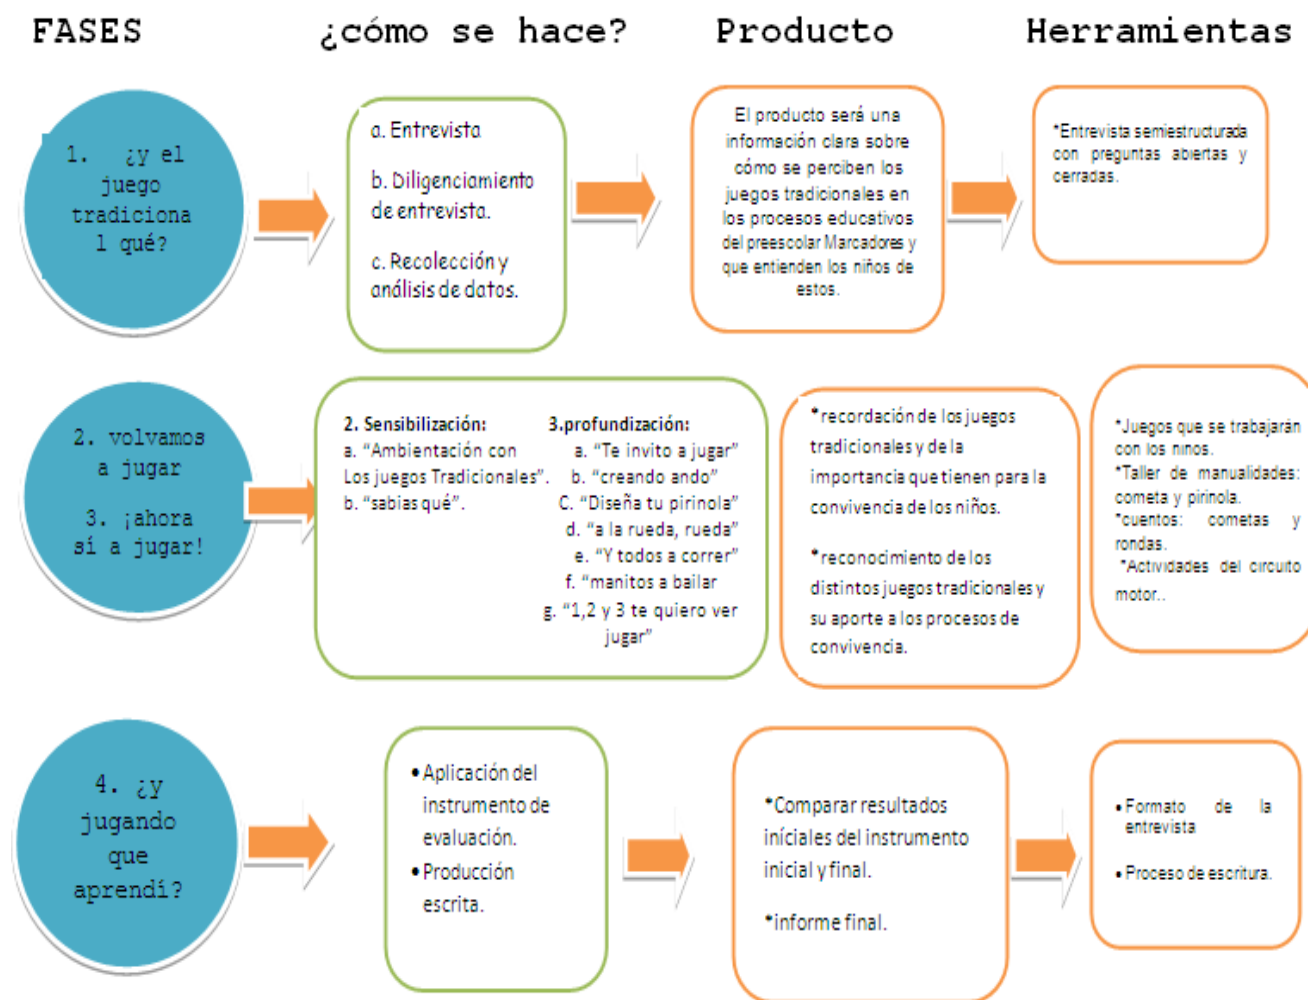 FASES
¿cómo se hace?
Producto
Herramientas
1. ¿y el
juego
tradiciona
l qué?
a. Entrevista
b. Diligenciamiento
de entrevista.
c. Recolección y
análisis de datos.
El producto será una
información clara sobre
cómo se perciben los
juegos tradicionales en
los procesos educativos
del preescolar Marcadores y
que entienden los niños de
estos.
*Entrevista semiestructurada
con preguntas abiertas y
cerradas.
2. volvamos
a jugar
3. ¡ahora
sí a jugar!
2. Sensibilización:
a. “Ambientación con
Los juegos Tradicionales”.
b. “sabias qué”.
3.profundización:
a. “Te invito a jugar”
b. “creando ando”
C. “Diseña tu pirinola”
d. “a la rueda, rueda”
e. “Y todos a correr”
f. “manitos a bailar
g. “1,2 y 3 te quiero ver
jugar”
*recordación de los juegos
tradicionales y de la
importancia que tienen para la
convivencia de los niños.
*reconocimiento de los
distintos juegos tradicionales y
su aporte a los procesos de
convivencia.
*Juegos que se trabajarán
con los niños.
*Taller de manualidades:
cometa y pirinola.
*cuentos: cometas y
rondas.
*Actividades del circuito
motor..
4. ¿y
jugando
que
aprendí?
•Aplicación del
instrumento de
evaluación.
•Producción
escrita.
*Comparar resultados
iníciales del instrumento
inicial y final.
*informe final.
• Formato de la
entrevista
• Proceso de escritura.